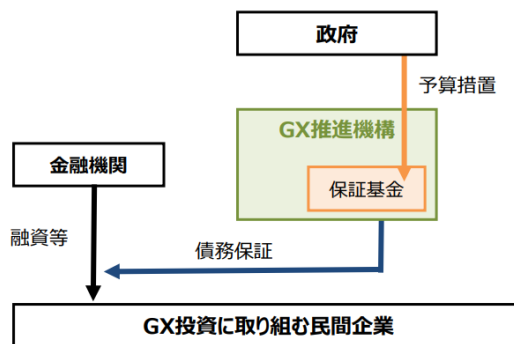 政府
予算措置
GX推進機構
金融機関
保証基金
融資等
債務保証
GX投資に取り組む民間企業